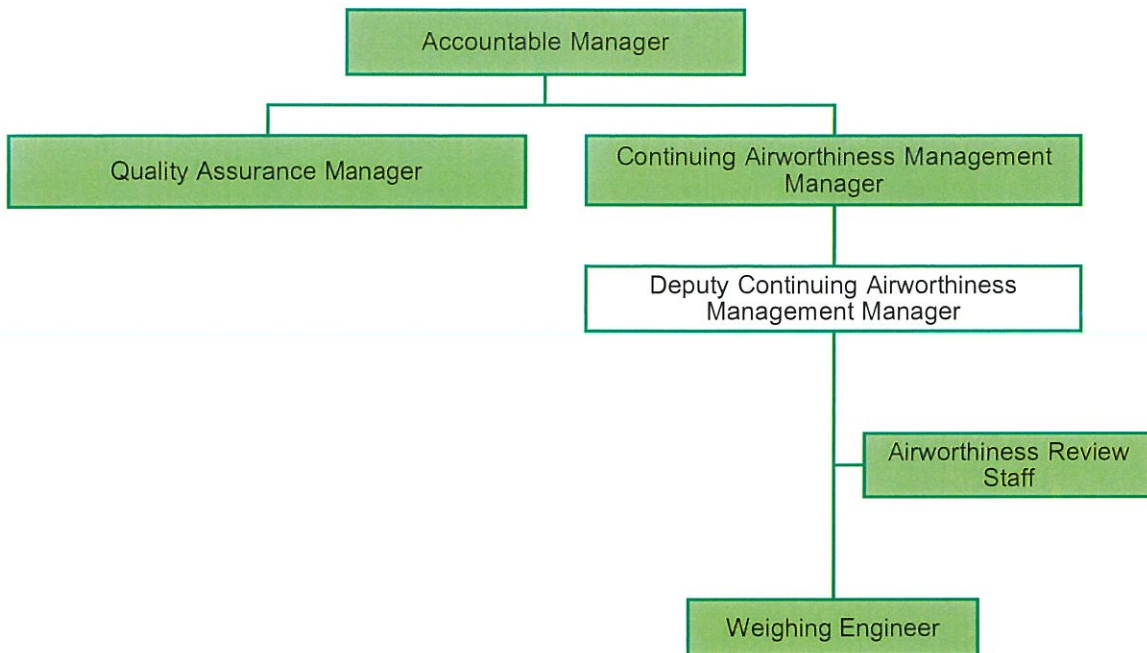 Accountable Manager
Quality Assurance Manager
Continuing Airworthiness Management
Manager
Deputy Continuing Airworthiness
Management Manager
Airworthiness Review
Staff
Weighing Engineer